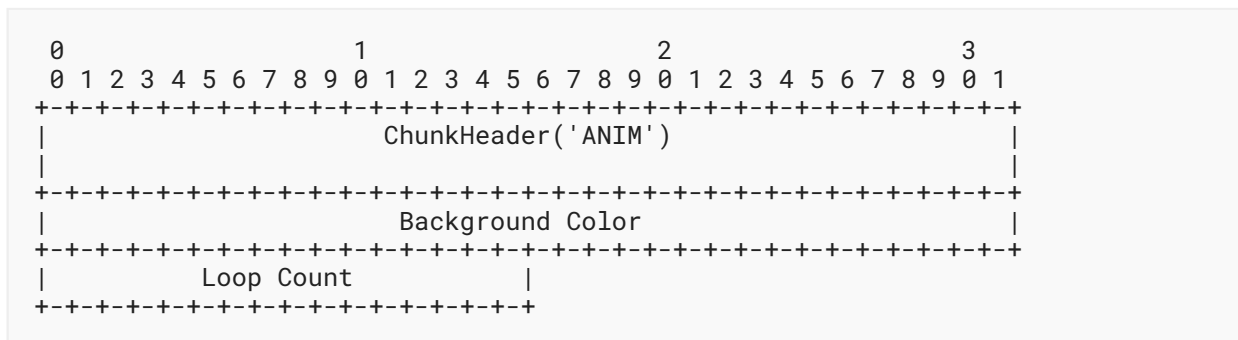 0                   1                   2                   3
 0 1 2 3 4 5 6 7 8 9 0 1 2 3 4 5 6 7 8 9 0 1 2 3 4 5 6 7 8 9 0 1
+-+-+-+-+-+-+-+-+-+-+-+-+-+-+-+-+-+-+-+-+-+-+-+-+-+-+-+-+-+-+-+-+
|                      ChunkHeader('ANIM')                      |
|                                                               |
+-+-+-+-+-+-+-+-+-+-+-+-+-+-+-+-+-+-+-+-+-+-+-+-+-+-+-+-+-+-+-+-+
|                       Background Color                        |
+-+-+-+-+-+-+-+-+-+-+-+-+-+-+-+-+-+-+-+-+-+-+-+-+-+-+-+-+-+-+-+-+
|          Loop Count           |
+-+-+-+-+-+-+-+-+-+-+-+-+-+-+-+-+